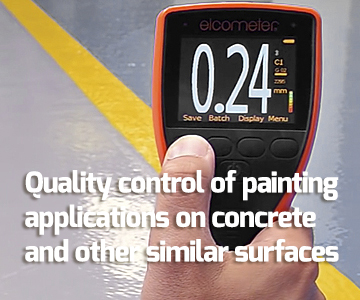 elcometer
0.24
C1
mm
Save Batch Display Menu
Quality control of painting
applications on concrete
and other similar surfaces